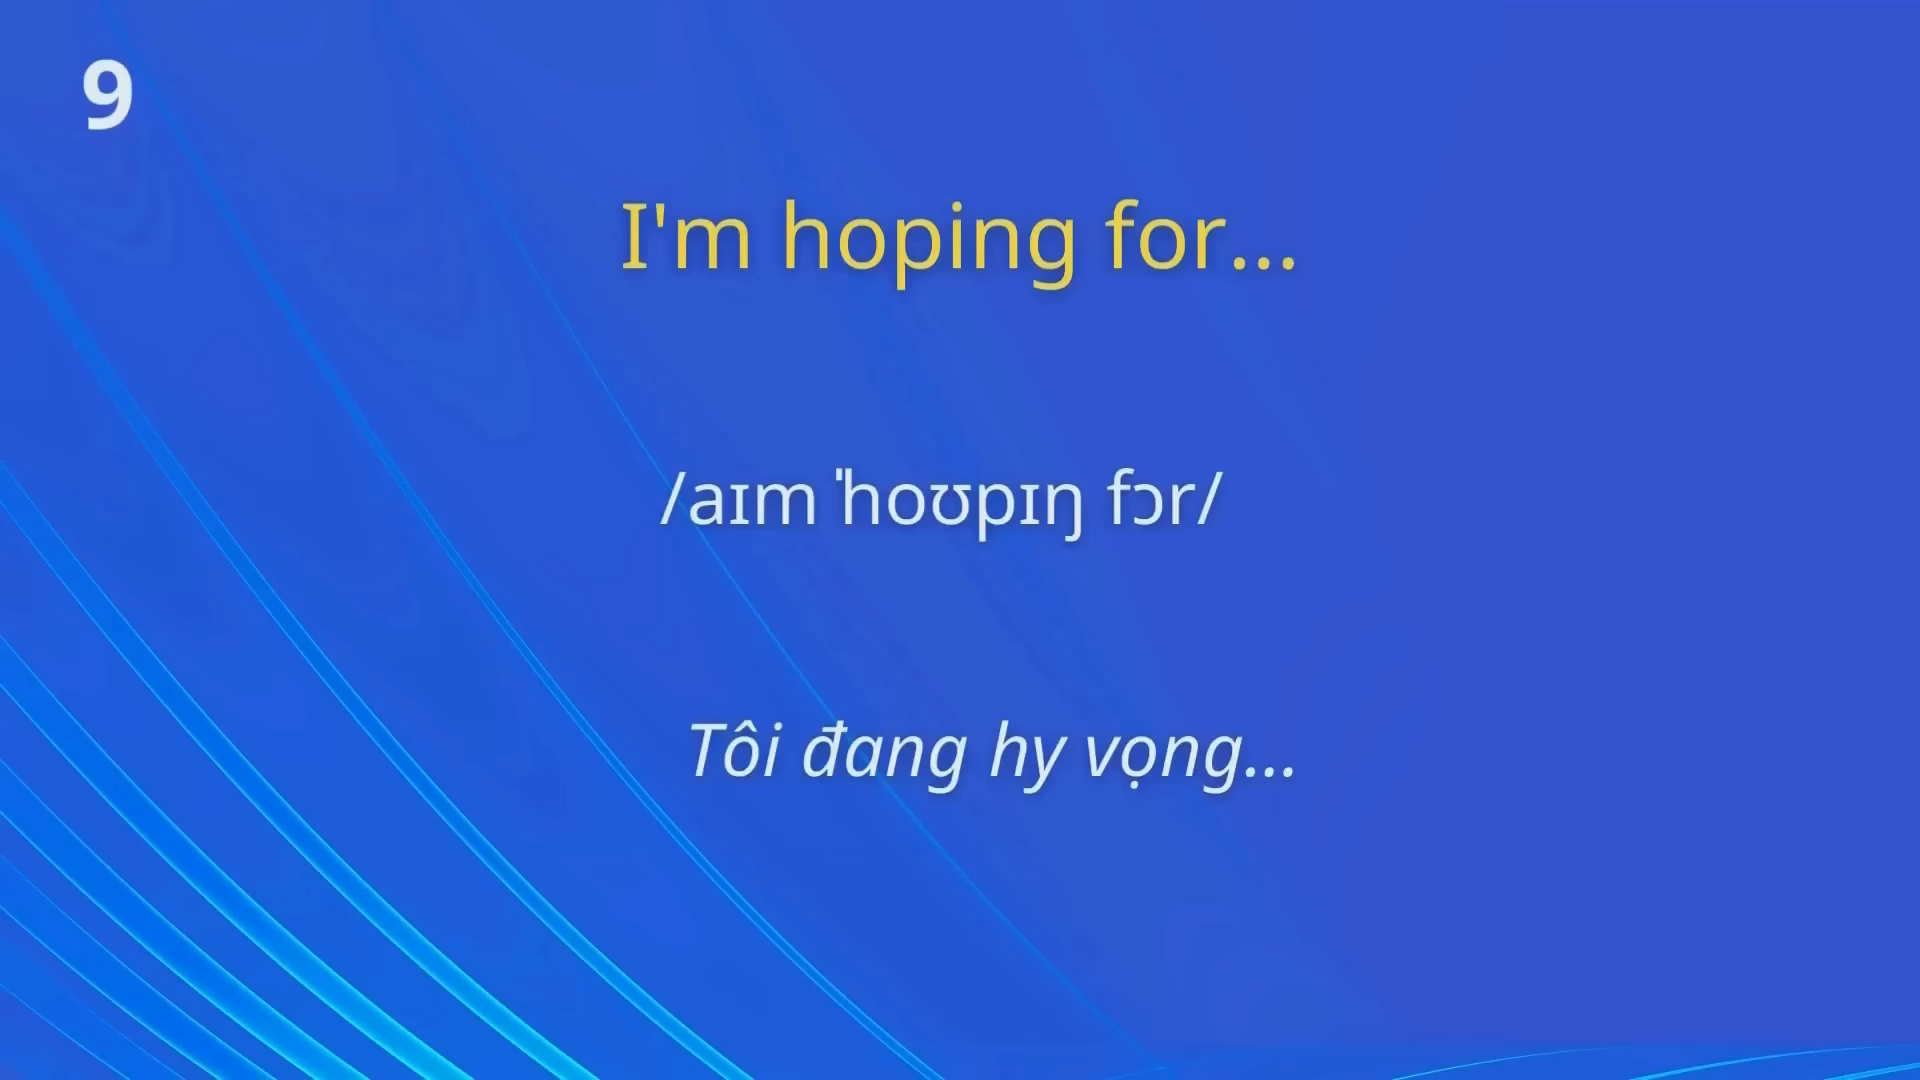 9
I'm hoping for...
/aɪm ˈhoʊpɪŋ fɔr/
Tôi đang hy vọng...